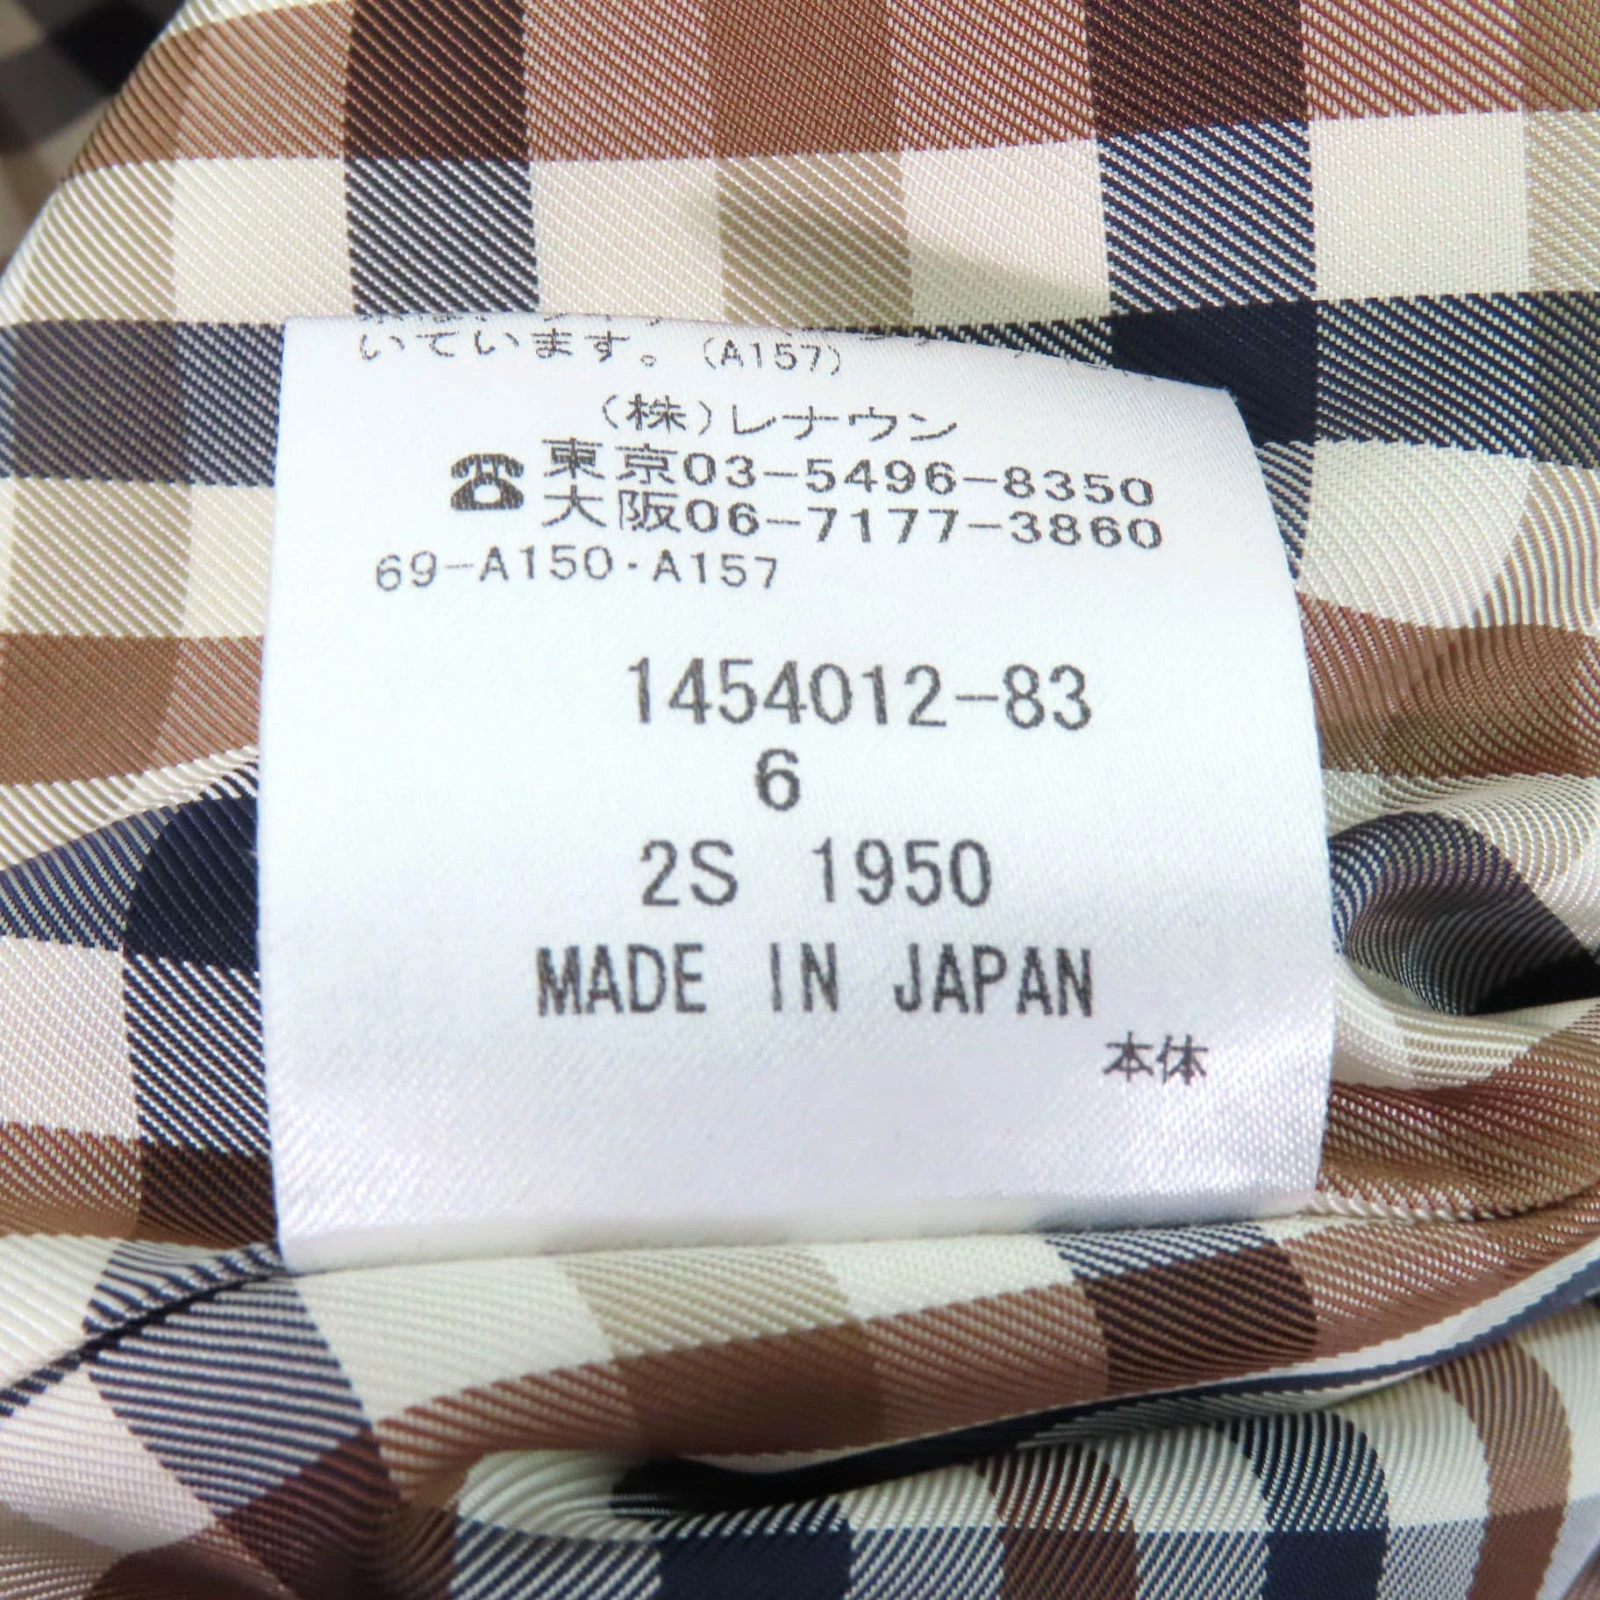 いています。(A157)
(株)レナウン
☎東京03-5496-8350
大阪06-7177-3860
69-A150・A157
1454012-83
6
2S 1950
MADE IN JAPAN
本体